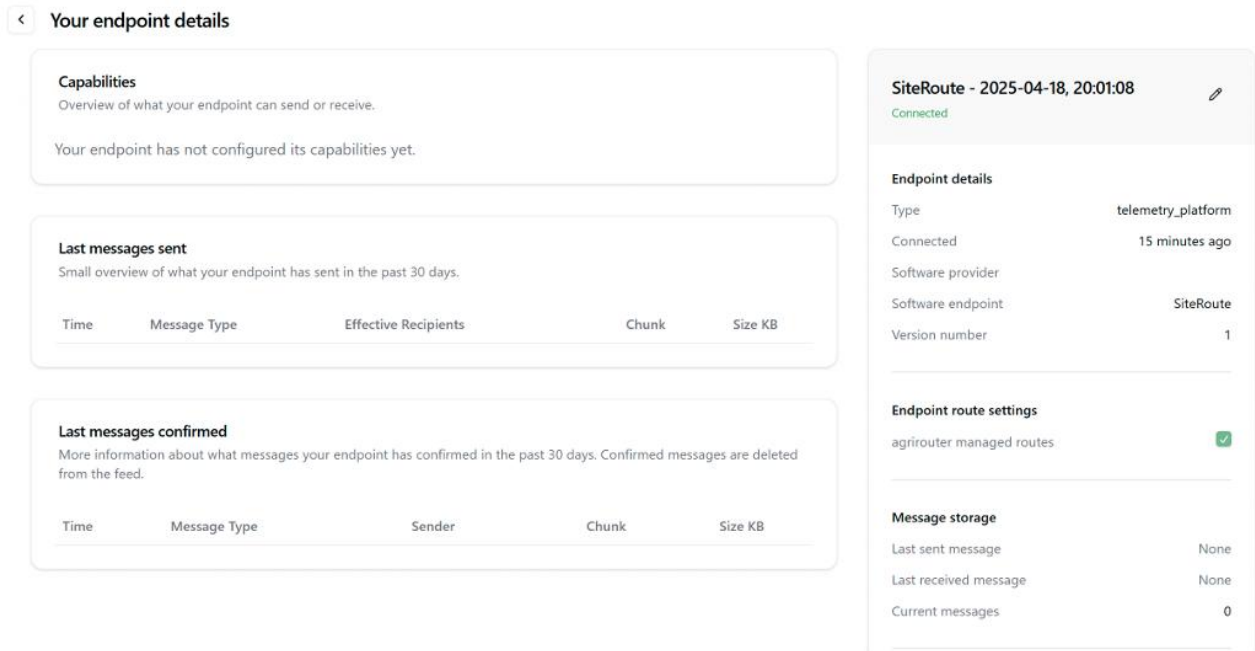 Your endpoint details
Capabilities
Overview of what your endpoint can send or receive.
Your endpoint has not configured its capabilities yet.
Last messages sent
Small overview of what your endpoint has sent in the past 30 days.
Time Message Type Effective Recipients Chunk Size KB
Last messages confirmed
More information about what messages your endpoint has confirmed in the past 30 days. Confirmed messages are deleted
from the feed.
Time Message Type Sender Chunk Size KB
SiteRoute - 2025-04-18, 20:01:08
Connected
Endpoint details
Type telemetry_platform
Connected 15 minutes ago
Software provider
Software endpoint SiteRoute
Version number 1
Endpoint route settings
agrirouter managed routes
Message storage
Last sent message None
Last received message None
Current messages 0